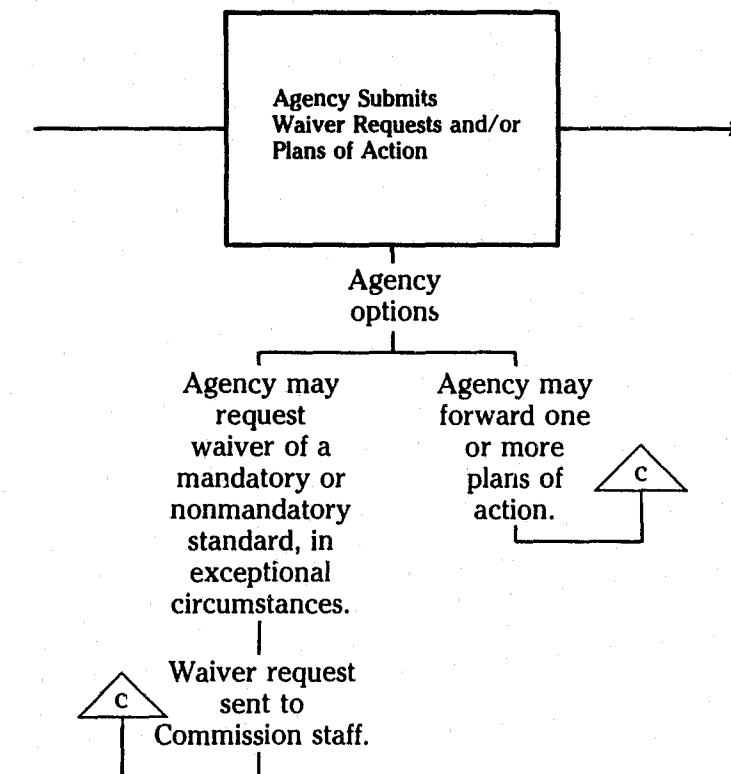 Agency Submits
Waiver Requests and/or
Plans of Action
Agency
options
Agency may
request
waiver of a
mandatory or
nonmandatory
standard, in
exceptional
circumstances.
Agency may
forward one
or more
plans of
action.
C
Waiver request
sent to
Commission staff.
C